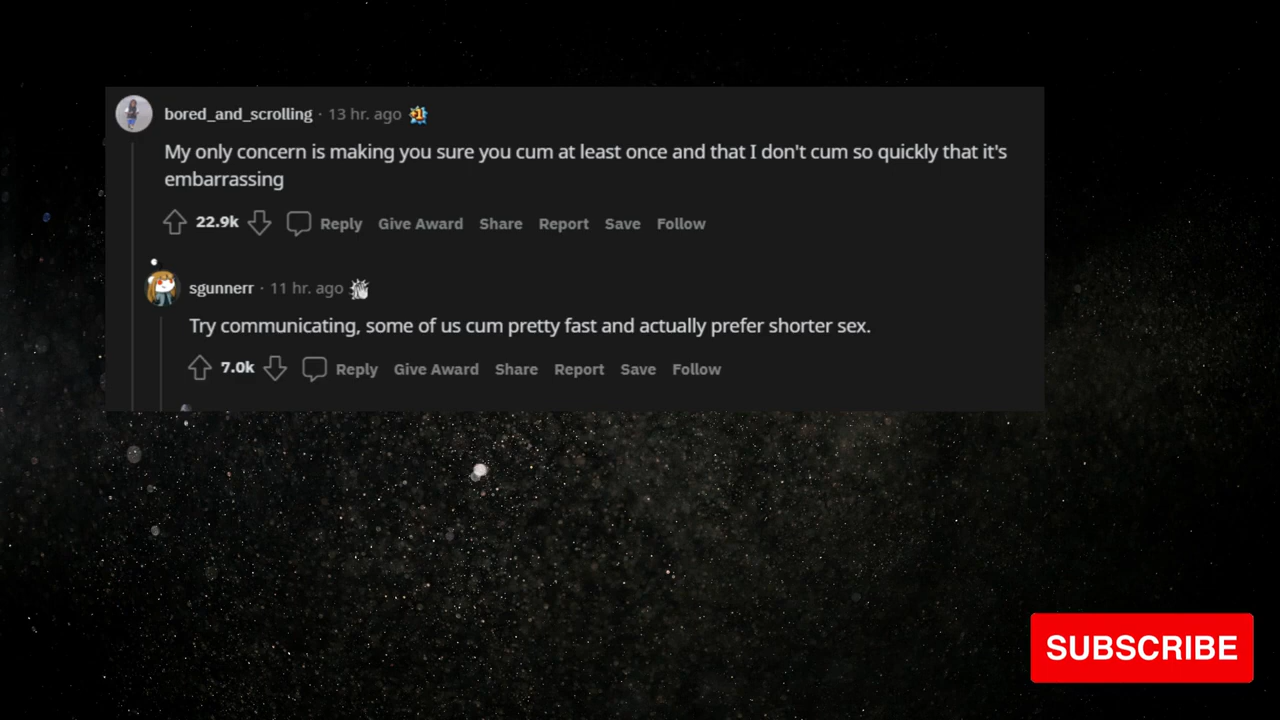 bored_and_scrolling · 13 hr. ago
My only concern is making you sure you cum at least once and that I don't cum so quickly that it's
embarrassing
22.9k Reply Give Award Share Report Save Follow
sgunnerr · 11 hr. ago
Try communicating, some of us cum pretty fast and actually prefer shorter sex.
7.0k Reply Give Award Share Report Save Follow
SUBSCRIBE